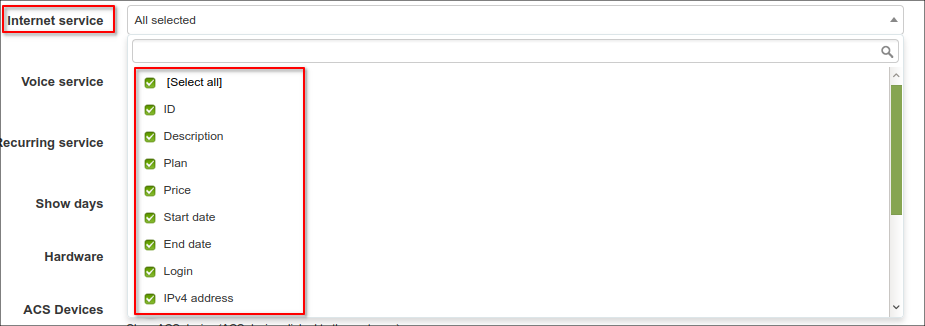 Internet service
All selected
[Select all]
Voice service
ID
Description
Recurring service
Plan
Price
Show days
Start date
End date
Hardware
Login
IPv4 address
ACS Devices